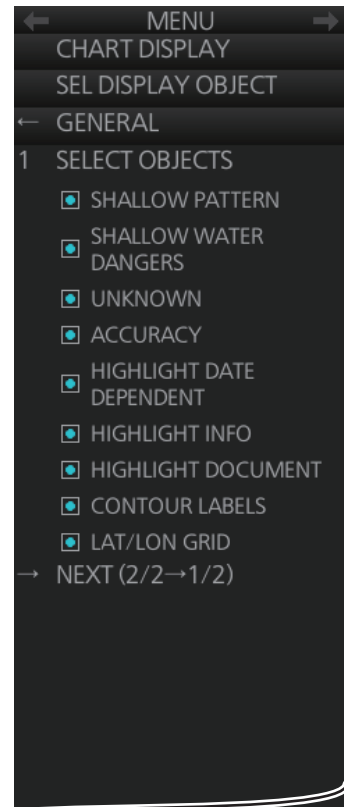 ← MENU →
CHART DISPLAY
SEL DISPLAY OBJECT
← GENERAL
1 SELECT OBJECTS
SHALLOW PATTERN
SHALLOW WATER
DANGERS
UNKNOWN
ACCURACY
HIGHLIGHT DATE
DEPENDENT
HIGHLIGHT INFO
HIGHLIGHT DOCUMENT
CONTOUR LABELS
LAT/LON GRID
→ NEXT (2/2→1/2)